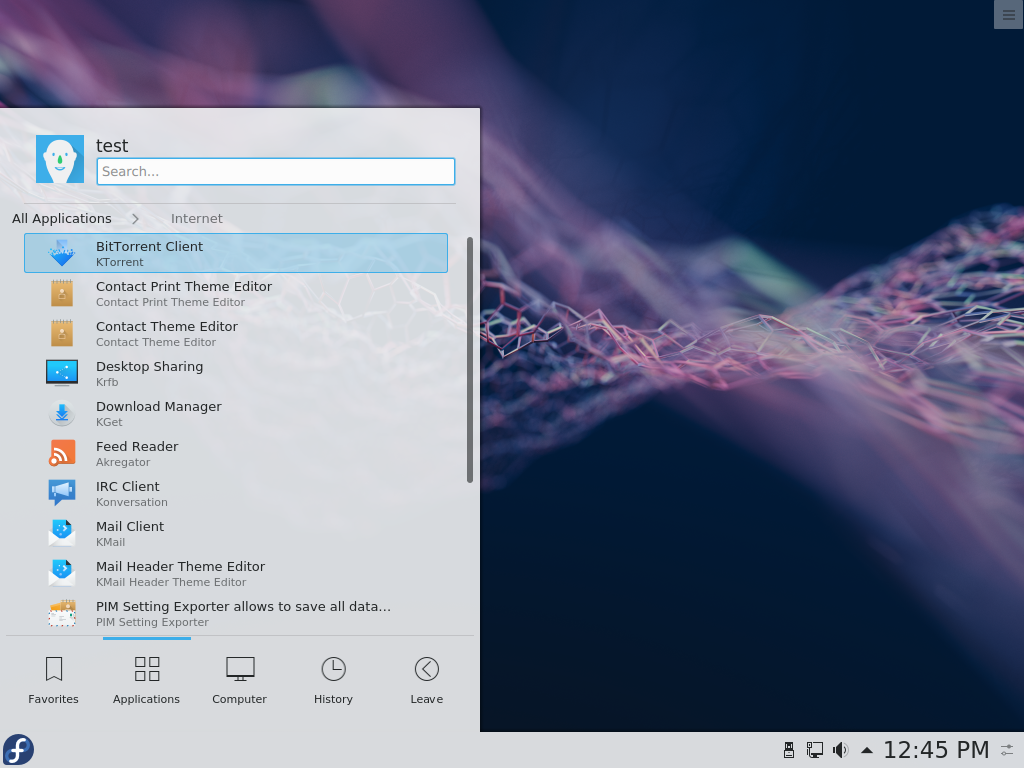 test
Search...
All Applications Internet
BitTorrent Client
KTorrent
Contact Print Theme Editor
Contact Print Theme Editor
Contact Theme Editor
Contact Theme Editor
Desktop Sharing
Krfb
Download Manager
KGet
Feed Reader
Akregator
IRC Client
Konversation
Mail Client
KMail
Mail Header Theme Editor
KMail Header Theme Editor
PIM Setting Exporter allows to save all data...
PIM Setting Exporter
Favorites Applications Computer History Leave
12:45 PM